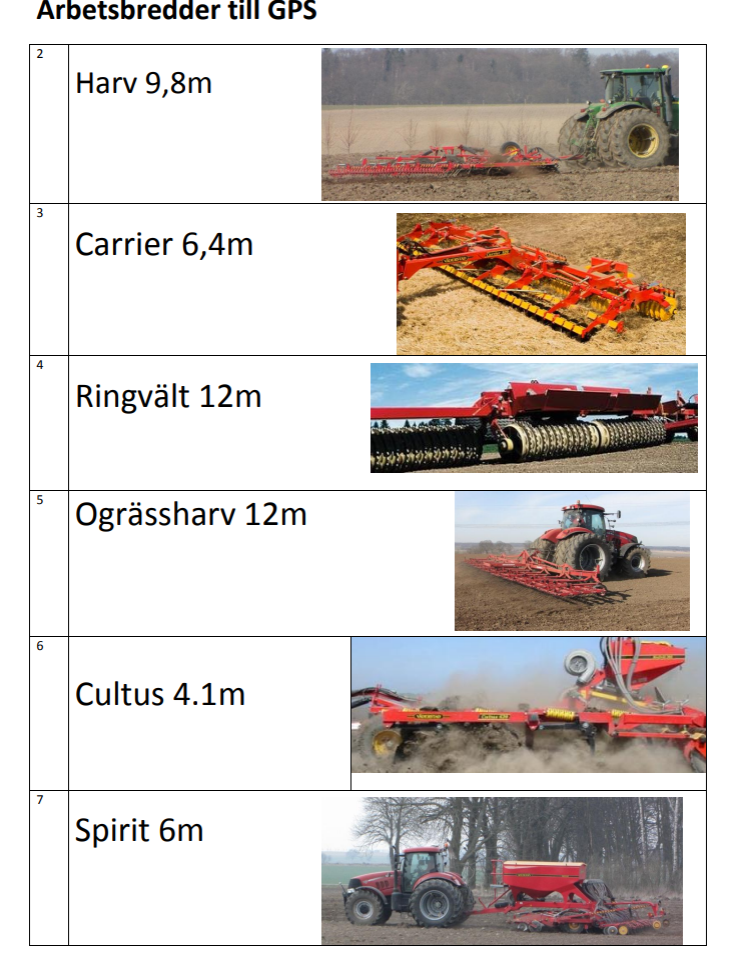 Arbetsbredder till GPS
2
Harv 9,8m
3
Carrier 6,4m
4
Ringvält 12m
5
Ogrässharv 12m
6
Cultus 4.1m
7
Spirit 6m